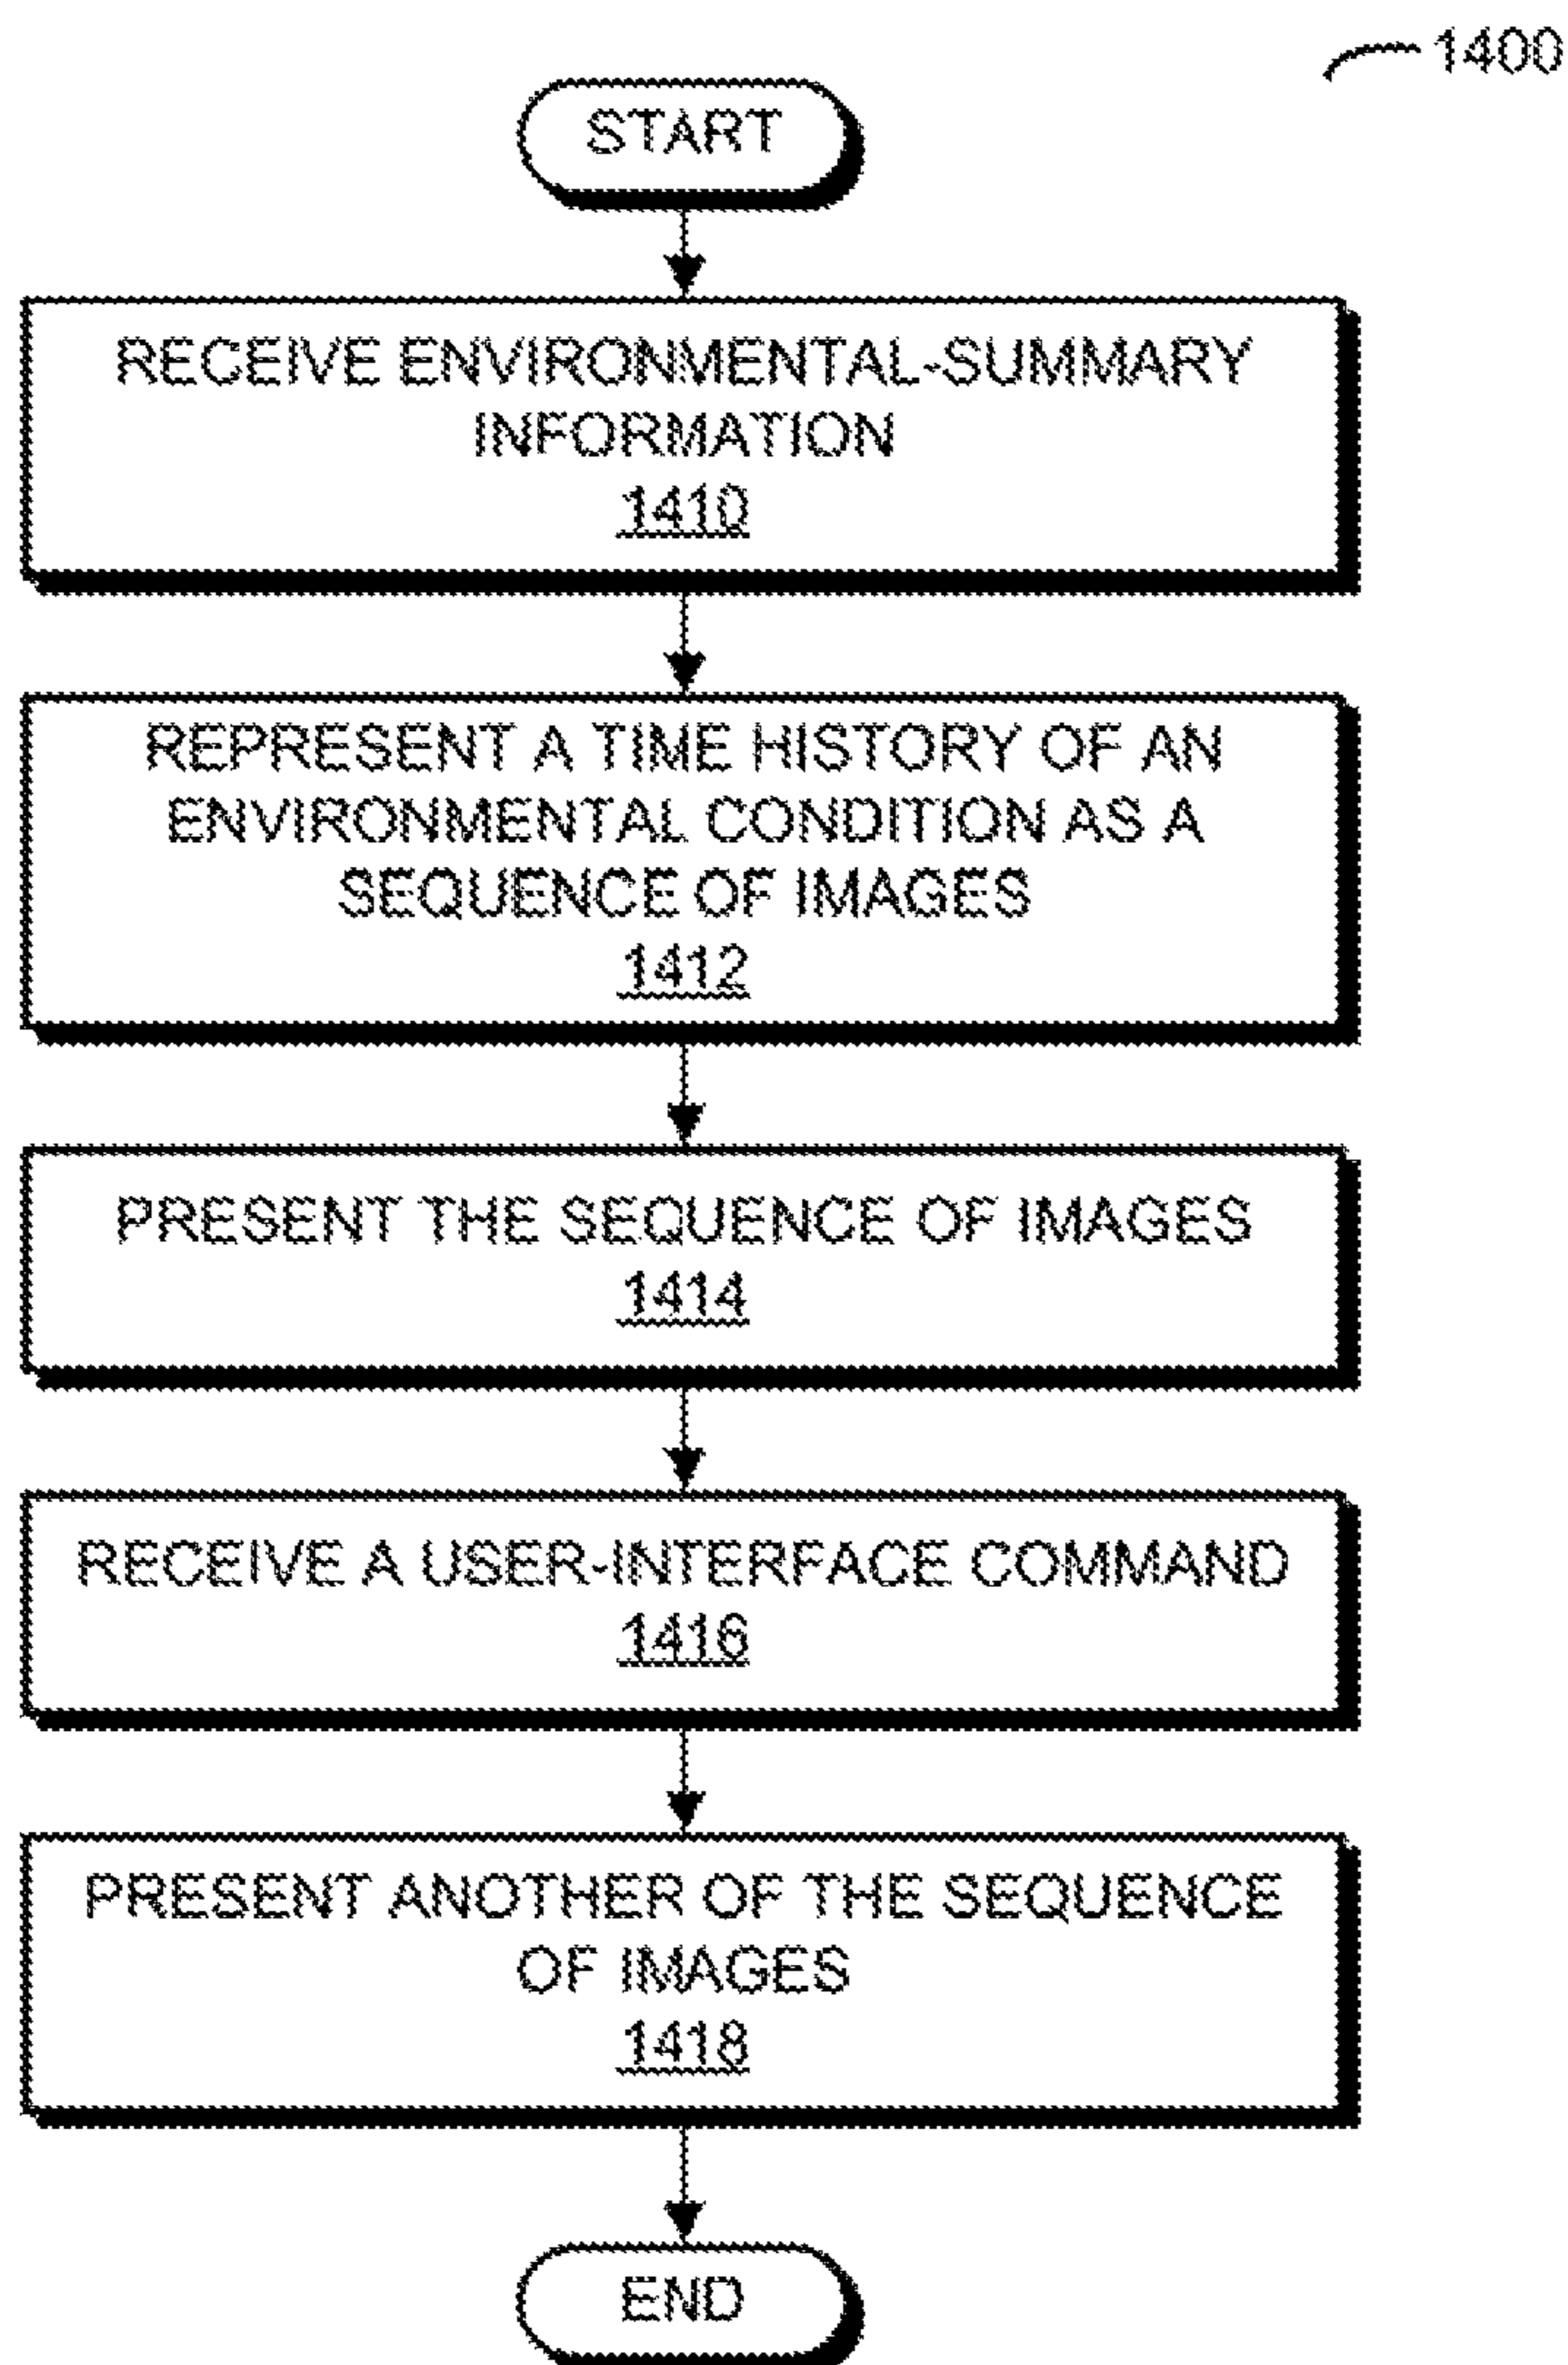 1400
START
RECEIVE ENVIRONMENTAL-SUMMARY
INFORMATION
1410
REPRESENT A TIME HISTORY OF AN
ENVIRONMENTAL CONDITION AS A
SEQUENCE OF IMAGES
1412
PRESENT THE SEQUENCE OF IMAGES
1414
RECEIVE A USER-INTERFACE COMMAND
1416
PRESENT ANOTHER OF THE SEQUENCE
OF IMAGES
1418
END